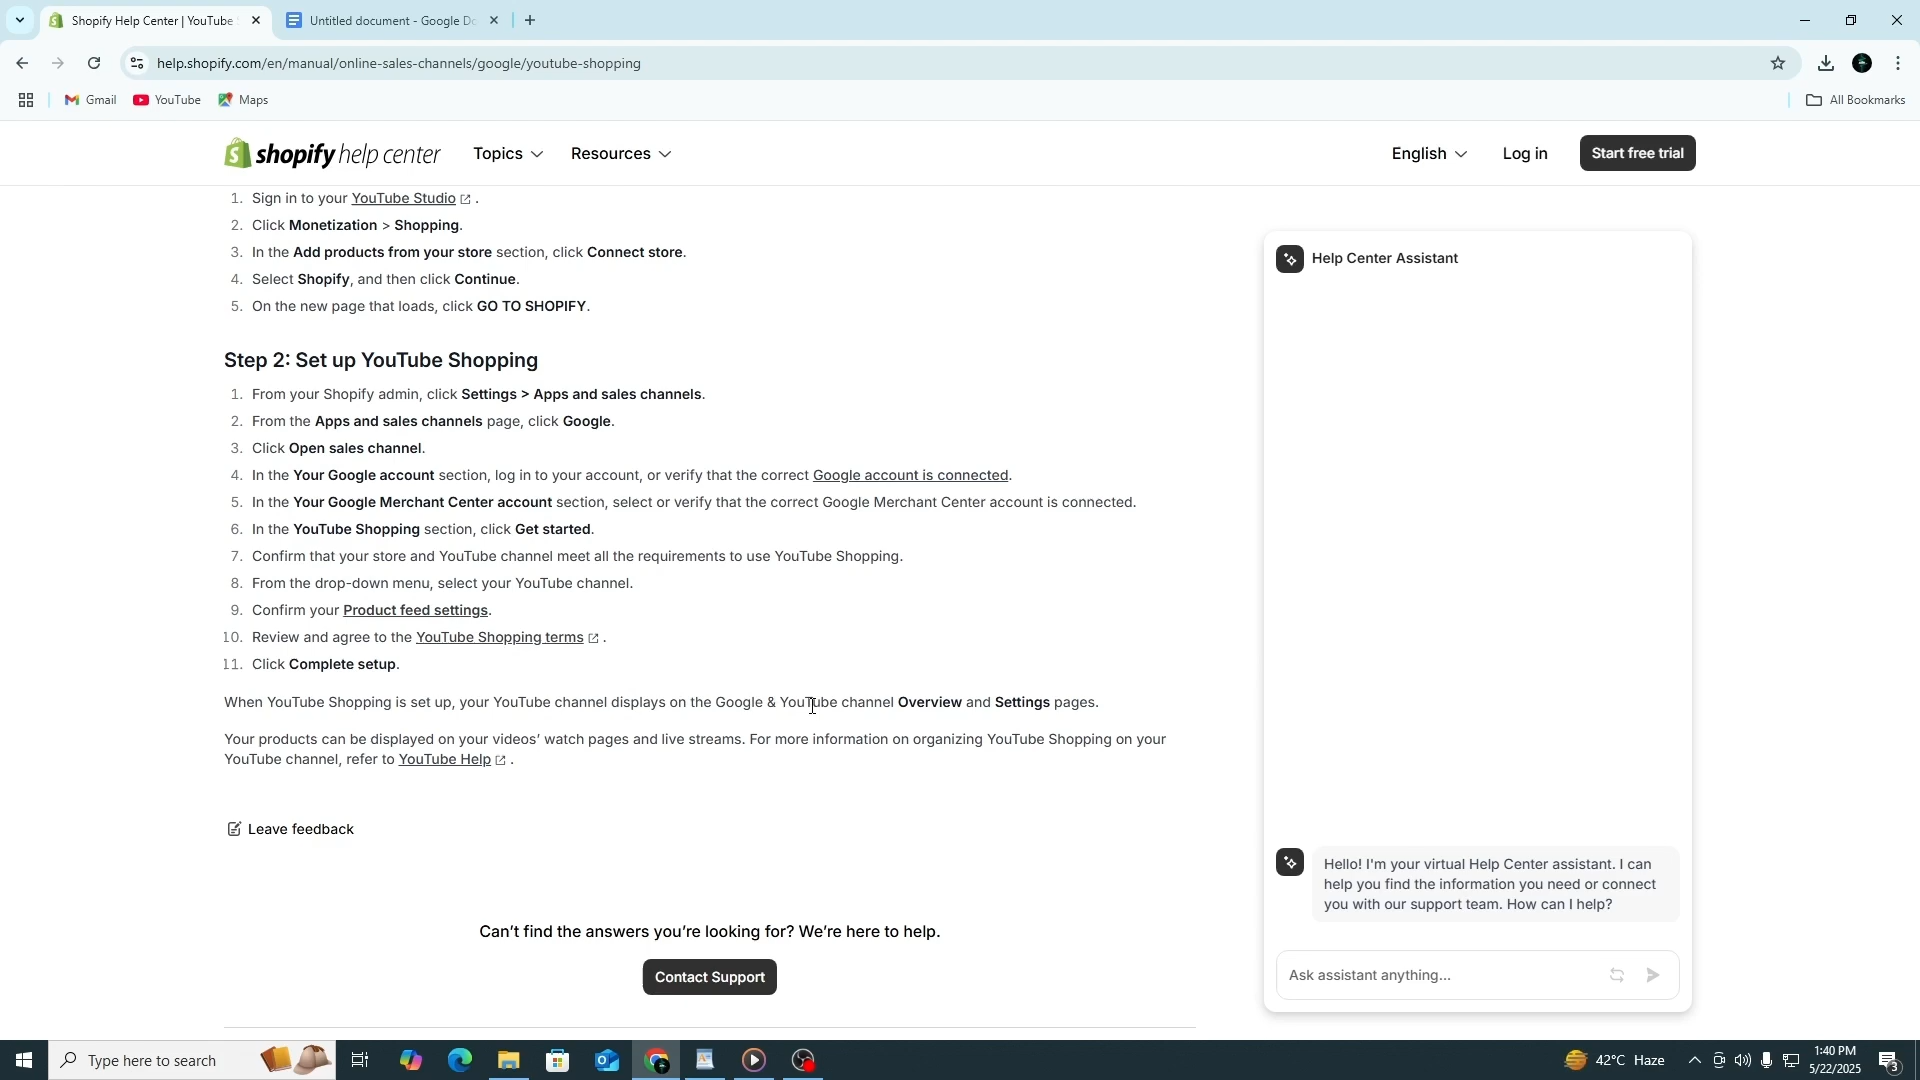 Shopify Help Center | YouTube
Untitled document - Google Do
help.shopify.com/en/manual/online-sales-channels/google/youtube-shopping
Gmail
YouTube
Maps
All Bookmarks
shopify help center
Topics
Resources
English
Log in
Start free trial
1. Sign in to your YouTube Studio .
2. Click Monetization > Shopping.
3. In the Add products from your store section, click Connect store.
4. Select Shopify, and then click Continue.
5. On the new page that loads, click GO TO SHOPIFY.
Step 2: Set up YouTube Shopping
1. From your Shopify admin, click Settings > Apps and sales channels.
2. From the Apps and sales channels page, click Google.
3. Click Open sales channel.
4. In the Your Google account section, log in to your account, or verify that the correct Google account is connected.
5. In the Your Google Merchant Center account section, select or verify that the correct Google Merchant Center account is connected.
6. In the YouTube Shopping section, click Get started.
7. Confirm that your store and YouTube channel meet all the requirements to use YouTube Shopping.
8. From the drop-down menu, select your YouTube channel.
9. Confirm your Product feed settings.
10. Review and agree to the YouTube Shopping terms .
11. Click Complete setup.
When YouTube Shopping is set up, your YouTube channel displays on the Google & YouTube channel Overview and Settings pages.
Your products can be displayed on your videos’ watch pages and live streams. For more information on organizing YouTube Shopping on your
YouTube channel, refer to YouTube Help .
Leave feedback
Can’t find the answers you’re looking for? We’re here to help.
Contact Support
Help Center Assistant
Hello! I'm your virtual Help Center assistant. I can
help you find the information you need or connect
you with our support team. How can I help?
Ask assistant anything...
Type here to search
42°C Haze
1:40 PM
5/22/2025
3